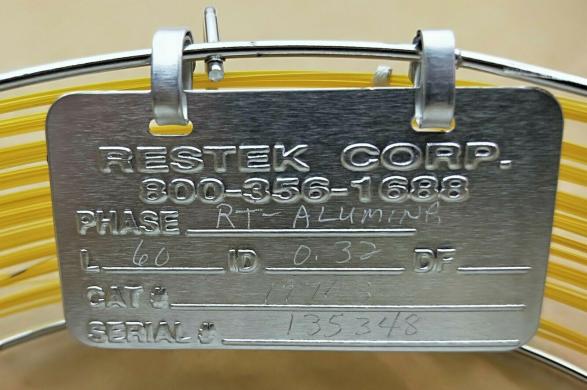 RESTEK CORP.
800-356-1688
PHASE RT-ALUMINA
L 60 ID 0.32 DF
CAT #
SERIAL # 135348